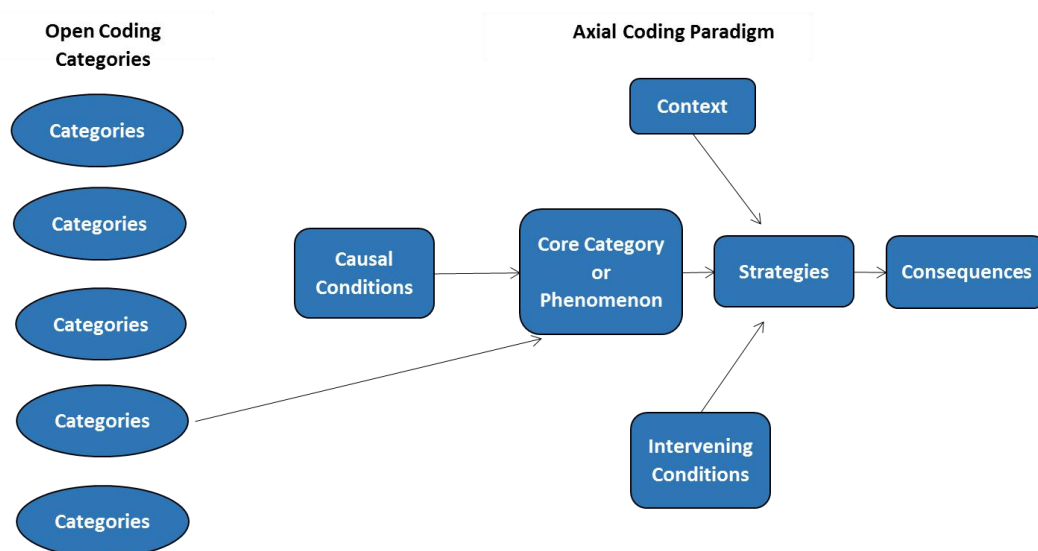 Open Coding
Categories
Axial Coding Paradigm
Categories
Categories
Categories
Categories
Categories
Context
Causal
Conditions
Core Category
or
Phenomenon
Strategies
Consequences
Intervening
Conditions